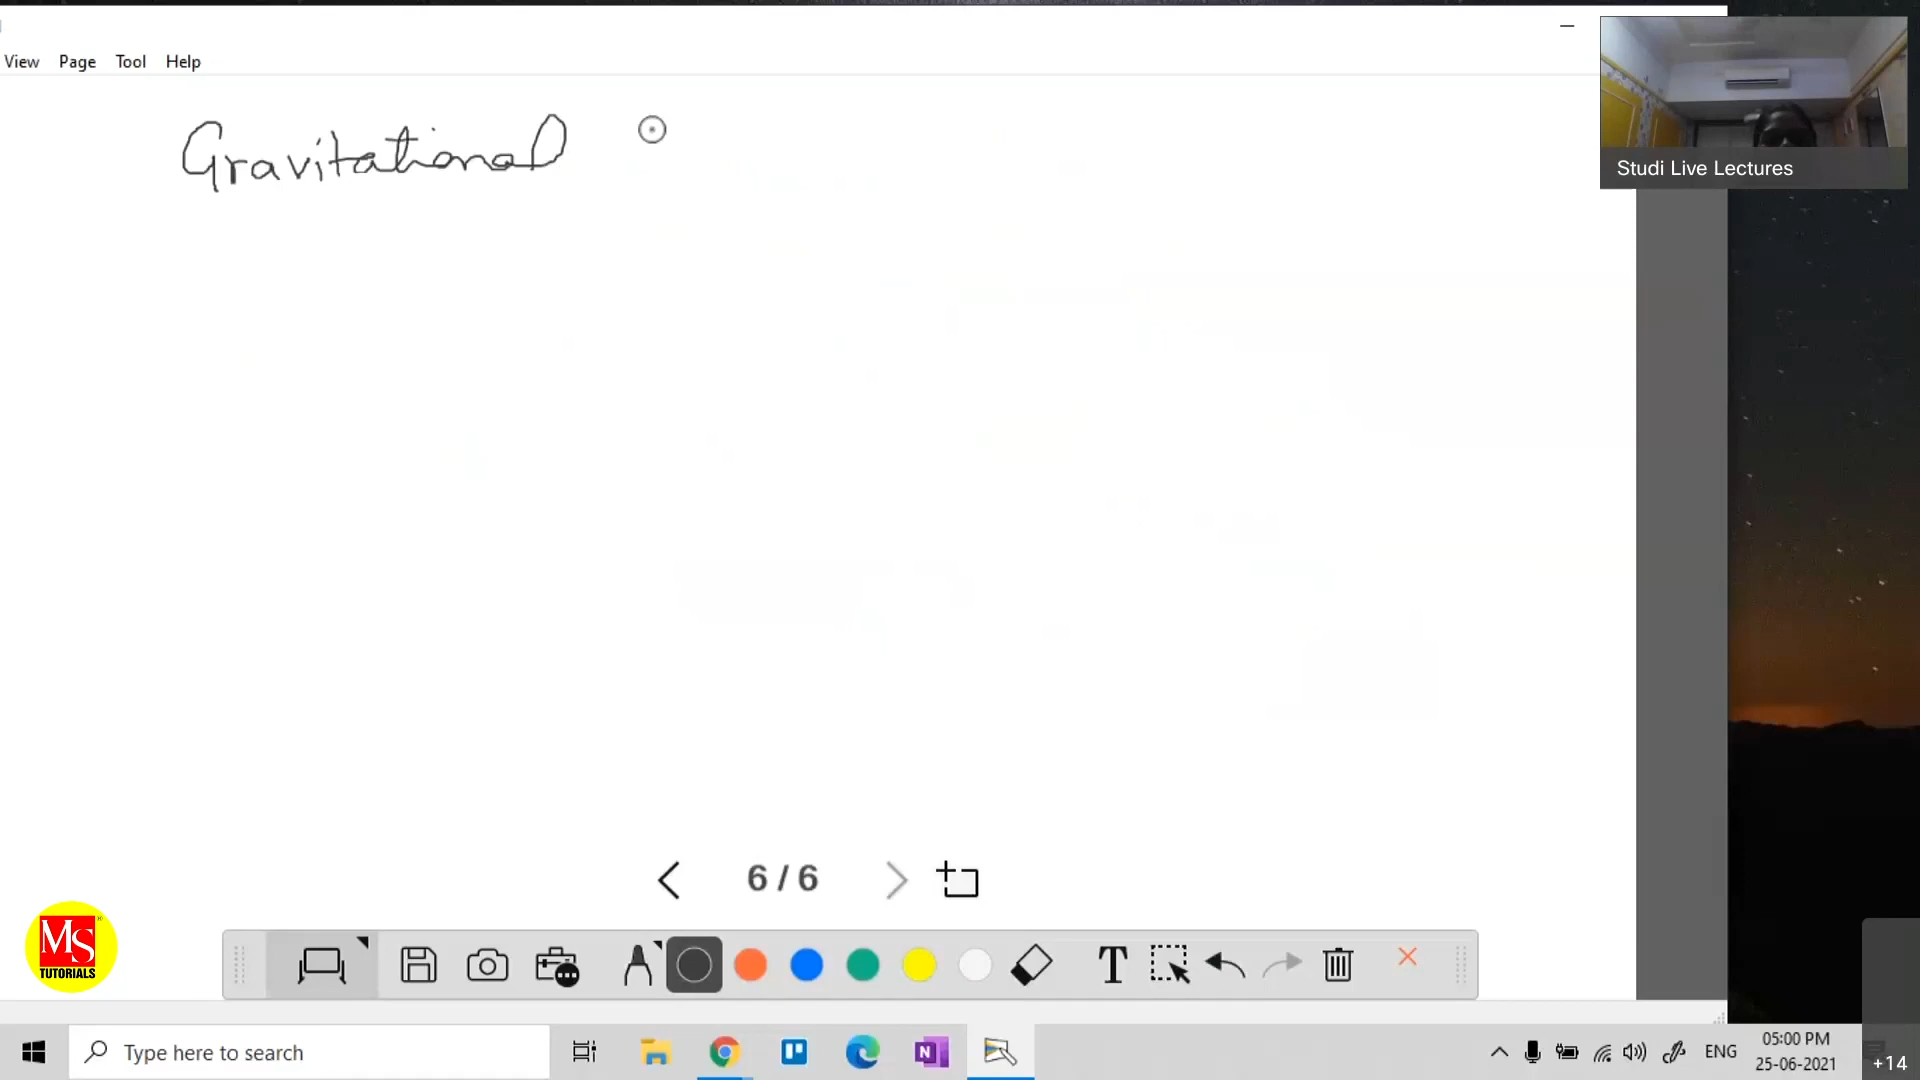 View Page Tool Help
Gravitational
Studi Live Lectures
6 / 6
T
MS
TUTORIALS
Type here to search
N
ENG
05:00 PM
25-06-2021
+14